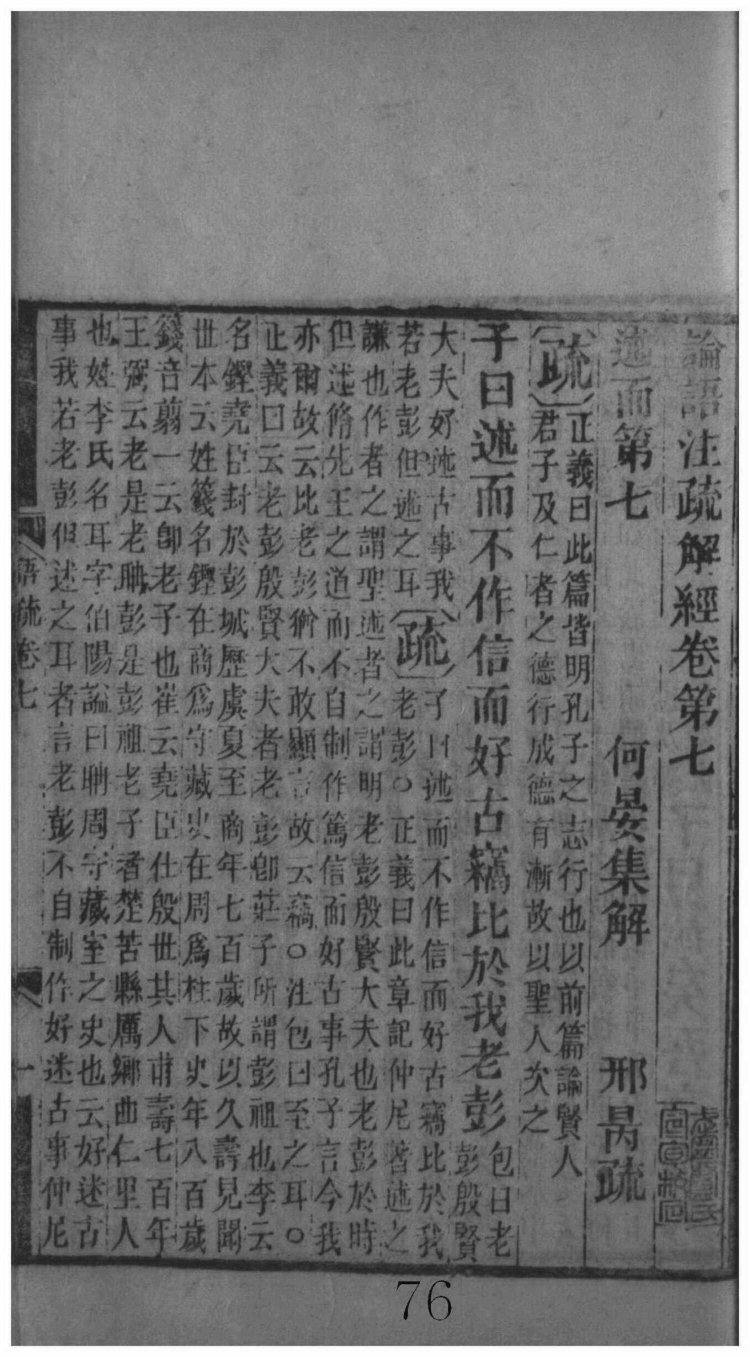 論語注疏解經卷第七
述而第七　何晏集解　邢昺疏
疏
正義曰此篇皆明孔子之志行也以前篇論賢人
君子及仁者之德行成德有漸故以聖人次之
子曰述而不作信而好古竊比於我老彭
包曰老
彭殷賢
大夫好述古事我
若老彭但述之耳
疏
子曰述而不作信而好古竊比於我
老彭○正義曰此章記仲尼著述之
謙也作者之謂聖述者之謂明老彭殷賢大夫也老彭於時
但述脩先王之道而不自制作篤信而好古事孔子言今我
亦爾故云比老彭猶不敢顯言故云竊○注包曰至之耳○
正義曰云老彭殷賢大夫者老彭卽莊子所謂彭祖也李云
名鏗堯臣封於彭城歷虞夏至商年七百歲故以久壽見聞
世本云姓籛名鏗在商爲守藏史在周爲柱下史年八百歲
籛音翦一云卽老子也崔云堯臣仕殷世其人甫壽七百年
王弼云老是老聃彭是彭祖老子者楚苦縣厲鄉曲仁里人
也姓李氏名耳字伯陽謚曰聃周守藏室之史也云好述古
事我若老彭但述之耳者言老彭不自制作好述古事仲尼
語疏卷七
一
76